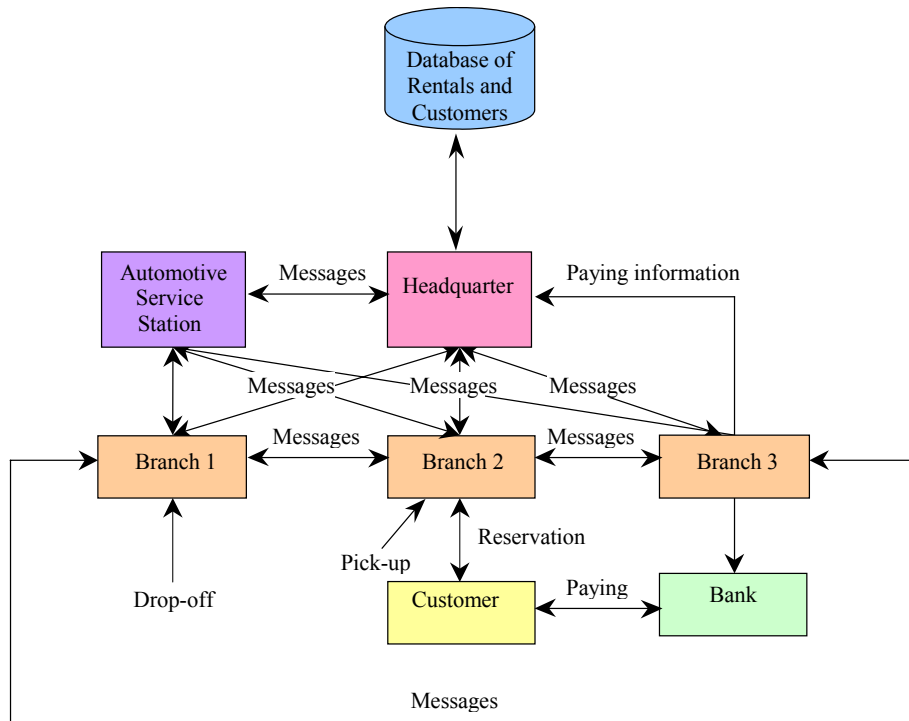 Database of
Rentals and
Customers
Automotive
Service
Station
Messages
Headquarter
Paying information
Messages
Messages
Messages
Branch 1
Messages
Branch 2
Messages
Branch 3
Reservation
Pick-up
Drop-off
Customer
Paying
Bank
Messages